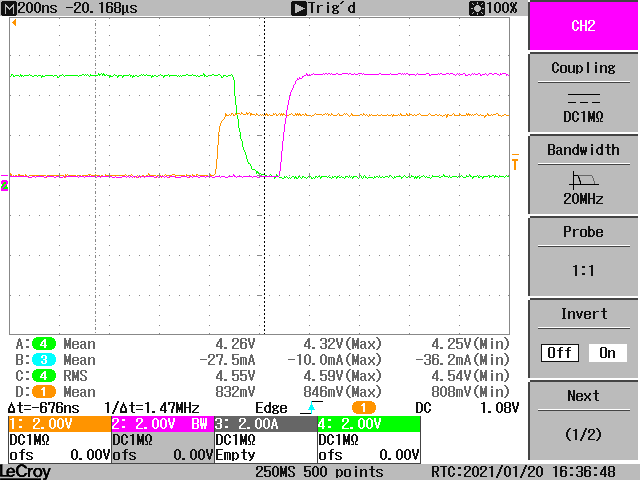 M 200ns -20.168μs Trig'd 100%
CH2
Coupling
DC1MΩ
Bandwidth
20MHz
Probe
1:1
Invert
Off On
Next
(1/2)
2
T
A: 4 Mean 4.26V 4.32V(Max) 4.25V(Min)
B: 3 Mean -27.5mA -10.0mA(Max) -36.2mA(Min)
C: 4 RMS 4.55V 4.59V(Max) 4.54V(Min)
D: 1 Mean 832mV 846mV(Max) 808mV(Min)
Δt=-676ns 1/Δt=1.47MHz Edge 1 DC 1.08V
1: 2.00V 2: 2.00V BW 3: 2.00A 4: 2.00V
DC1MΩ DC1MΩ DC1MΩ DC1MΩ
ofs 0.00V ofs 0.00V Empty ofs 0.00V
LeCroy 250MS 500 points RTC:2021/01/20 16:36:48